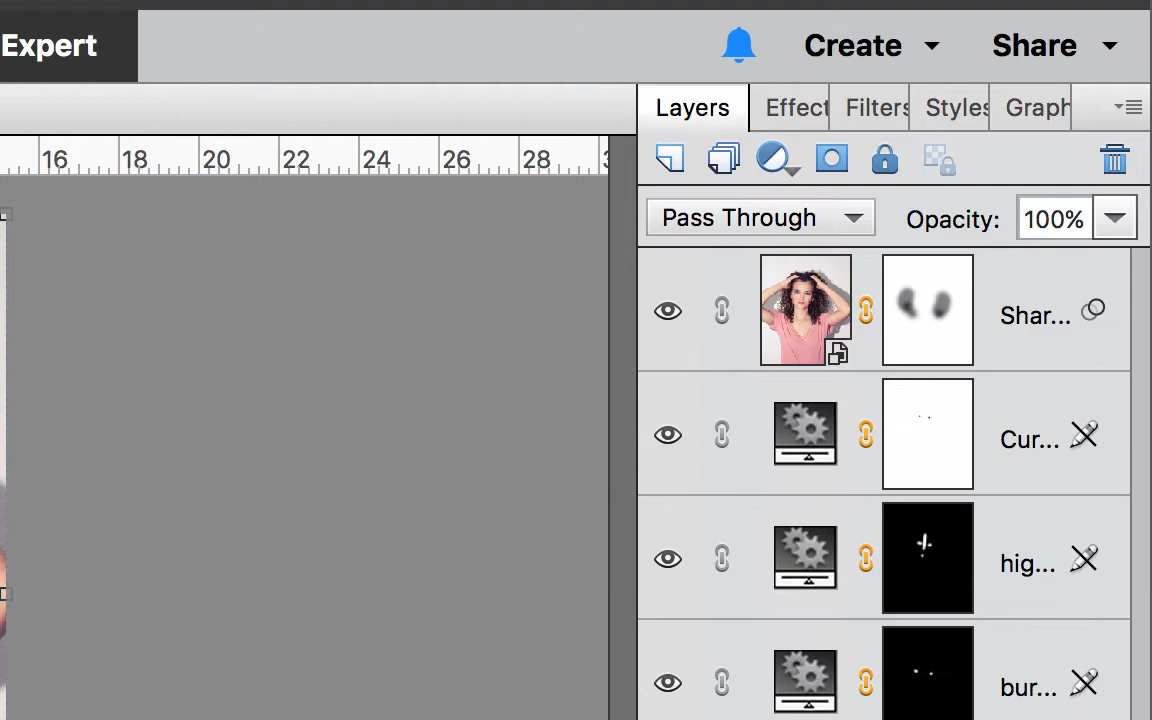 Expert Create Share
Layers Effect Filters Styles Graph
16 18 20 22 24 26 28
Pass Through Opacity: 100%
Shar...
Cur...
hig...
bur...